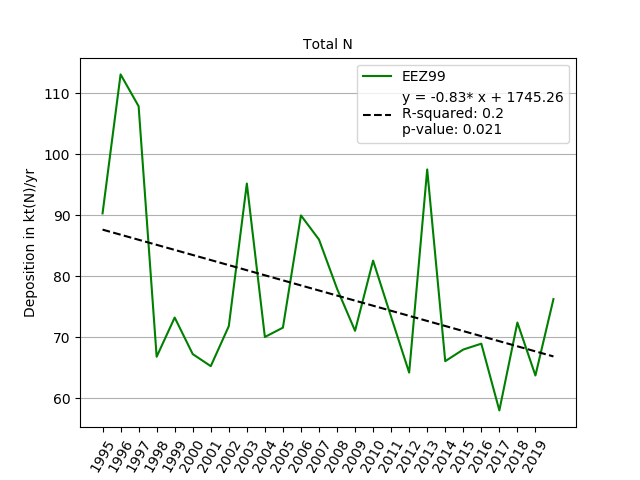 Total N
EEZ99
y = -0.83* x + 1745.26
R-squared: 0.2
p-value: 0.021
Deposition in kt(N)/yr
110
100
90
80
70
60
1995 1996 1997 1998 1999 2000 2001 2002 2003 2004 2005 2006 2007 2008 2009 2010 2011 2012 2013 2014 2015 2016 2017 2018 2019